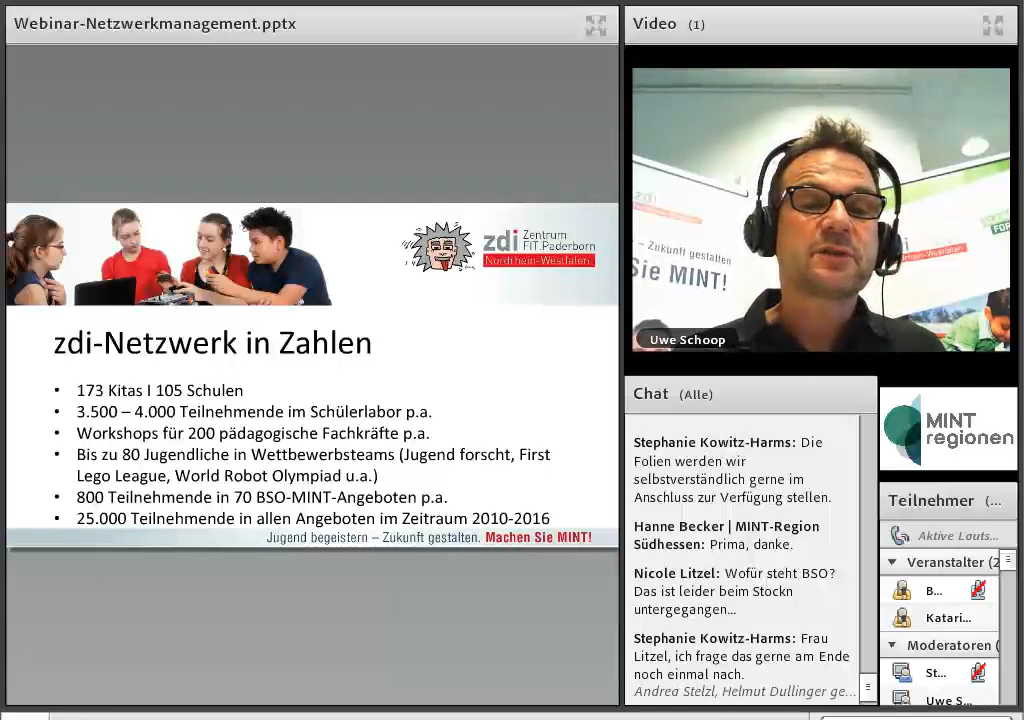 Webinar-Netzwerkmanagement.pptx
zdi Zentrum
FIT.Paderborn
Nordrhein-Westfalen
zdi-Netzwerk in Zahlen
• 173 Kitas I 105 Schulen
• 3.500 – 4.000 Teilnehmende im Schülerlabor p.a.
• Workshops für 200 pädagogische Fachkräfte p.a.
• Bis zu 80 Jugendliche in Wettbewerbsteams (Jugend forscht, First
Lego League, World Robot Olympiad u.a.)
• 800 Teilnehmende in 70 BSO-MINT-Angeboten p.a.
• 25.000 Teilnehmende in allen Angeboten im Zeitraum 2010-2016
Jugend begeistern – Zukunft gestalten. Machen Sie MINT!
Video (1)
zdi
– Zukunft gestalten
Sie MINT!
Uwe Schoop
Chat (Alle)
Stephanie Kowitz-Harms: Die
Folien werden wir
selbstverständlich gerne im
Anschluss zur Verfügung stellen.
Hanne Becker | MINT-Region
Südhessen: Prima, danke.
Nicole Litzel: Wofür steht BSO?
Das ist leider beim Stockn
untergegangen...
Stephanie Kowitz-Harms: Frau
Litzel, ich frage das gerne am Ende
noch einmal nach.
Andrea Stelzl, Helmut Dullinger ge...
MINT
regionen
Teilnehmer (...
Aktive Lauts...
Veranstalter (2
B...
Katari...
Moderatoren (
St...
Uwe S...